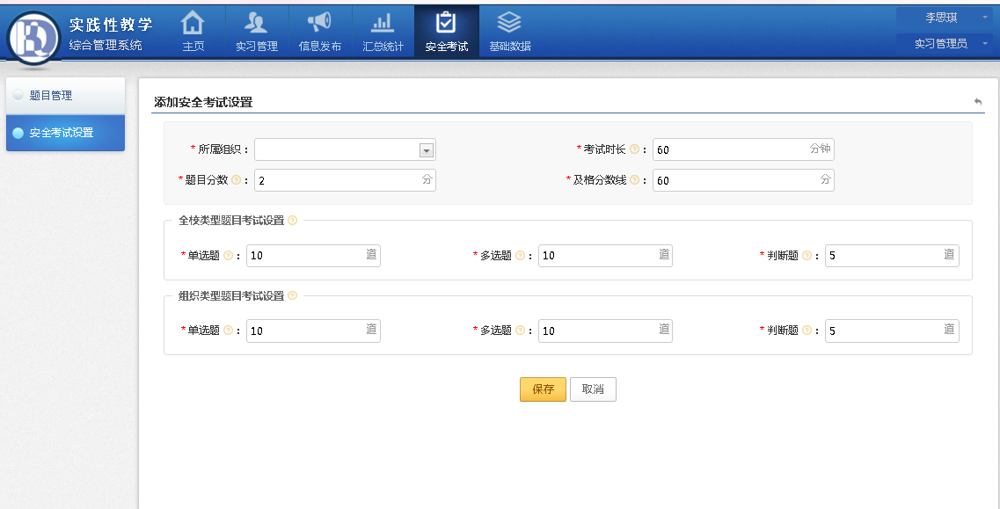 实践性教学
综合管理系统
主页
实习管理
信息发布
汇总统计
安全考试
基础数据
李思琪
实习管理员
题目管理
安全考试设置
添加安全考试设置
* 所属组织：
* 考试时长 ? ： 60 分钟
* 题目分数 ? ： 2 分
* 及格分数线 ? ： 60 分
全校类型题目考试设置 ?
* 单选题 ? ： 10 道
* 多选题 ? ： 10 道
* 判断题 ? ： 5 道
组织类型题目考试设置 ?
* 单选题 ? ： 10 道
* 多选题 ? ： 10 道
* 判断题 ? ： 5 道
保存
取消